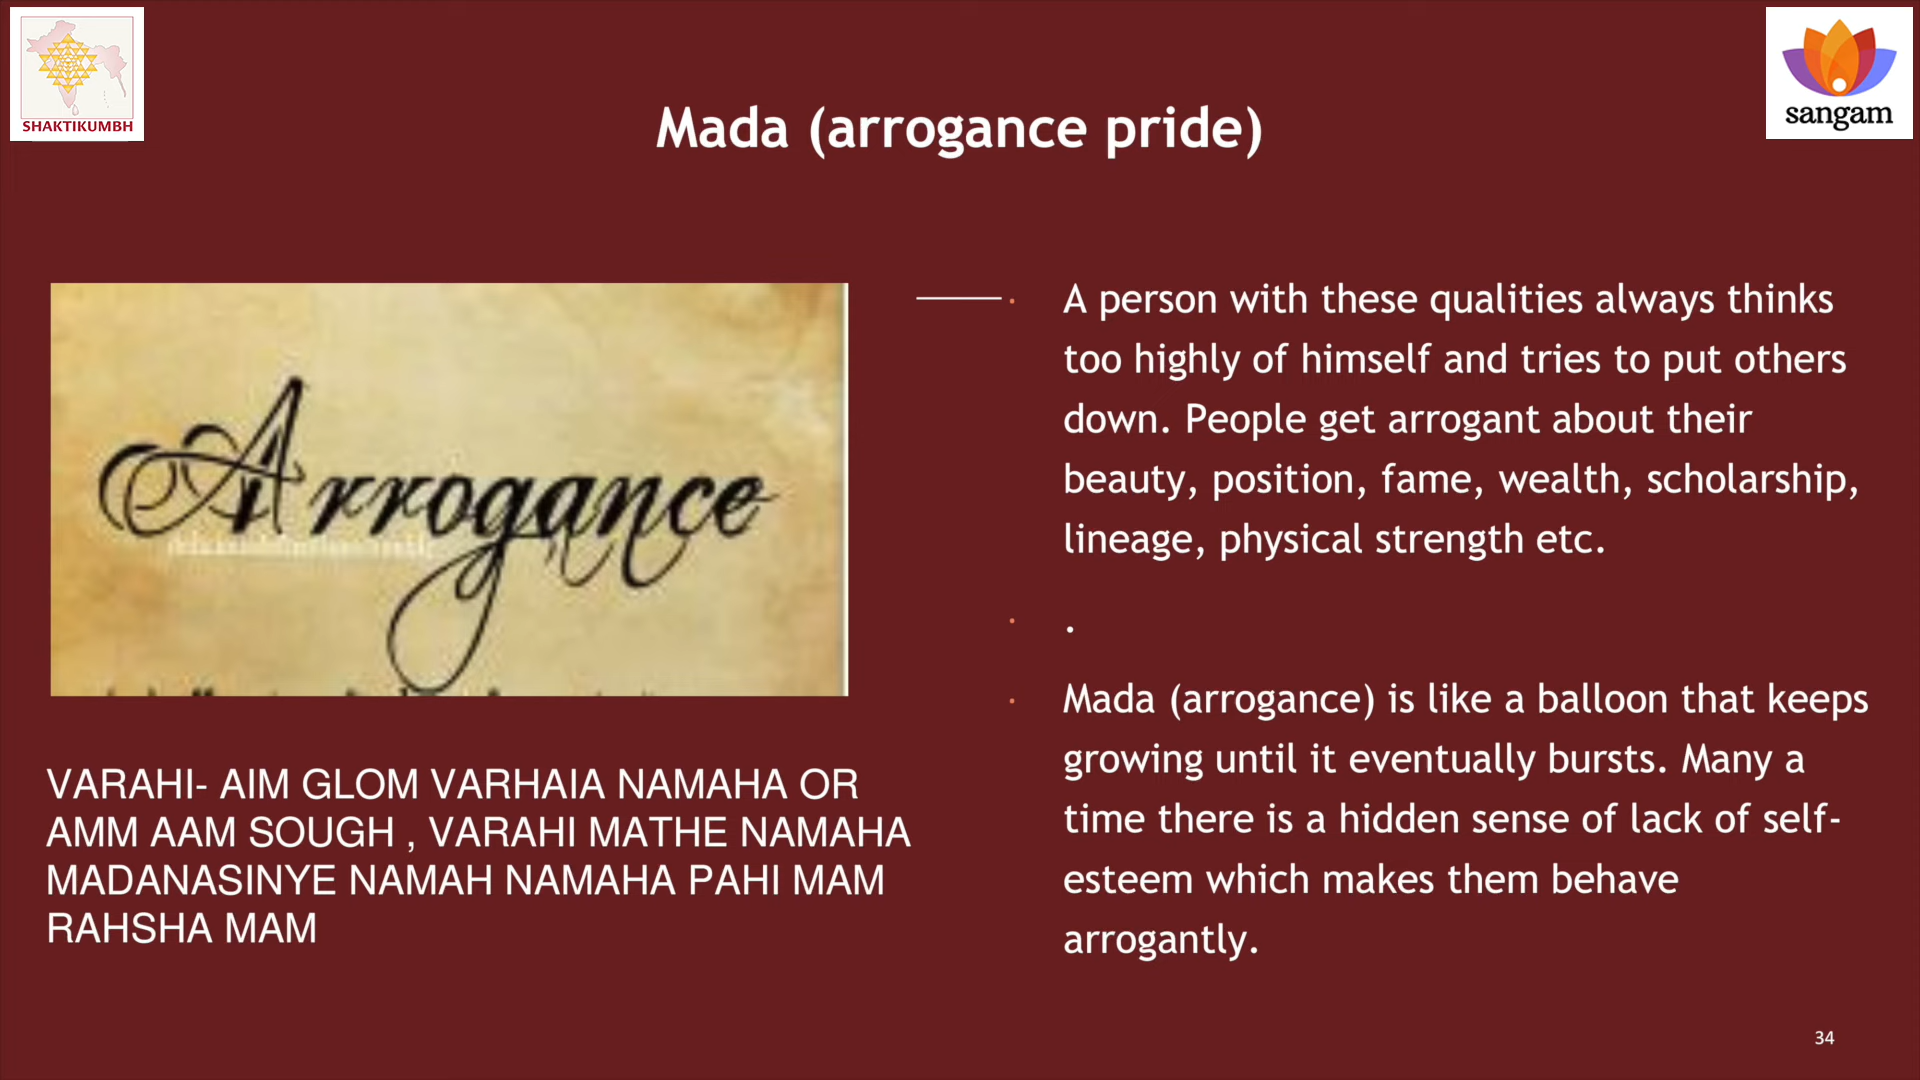 SHAKTIKUMBH
sangam
Mada (arrogance pride)
Arrogance
VARAHI- AIM GLOM VARHAIA NAMAHA OR
AMM AAM SOUGH , VARAHI MATHE NAMAHA
MADANASINYE NAMAH NAMAHA PAHI MAM
RAHSHA MAM
A person with these qualities always thinks
too highly of himself and tries to put others
down. People get arrogant about their
beauty, position, fame, wealth, scholarship,
lineage, physical strength etc.
.
Mada (arrogance) is like a balloon that keeps
growing until it eventually bursts. Many a
time there is a hidden sense of lack of self-
esteem which makes them behave
arrogantly.
34